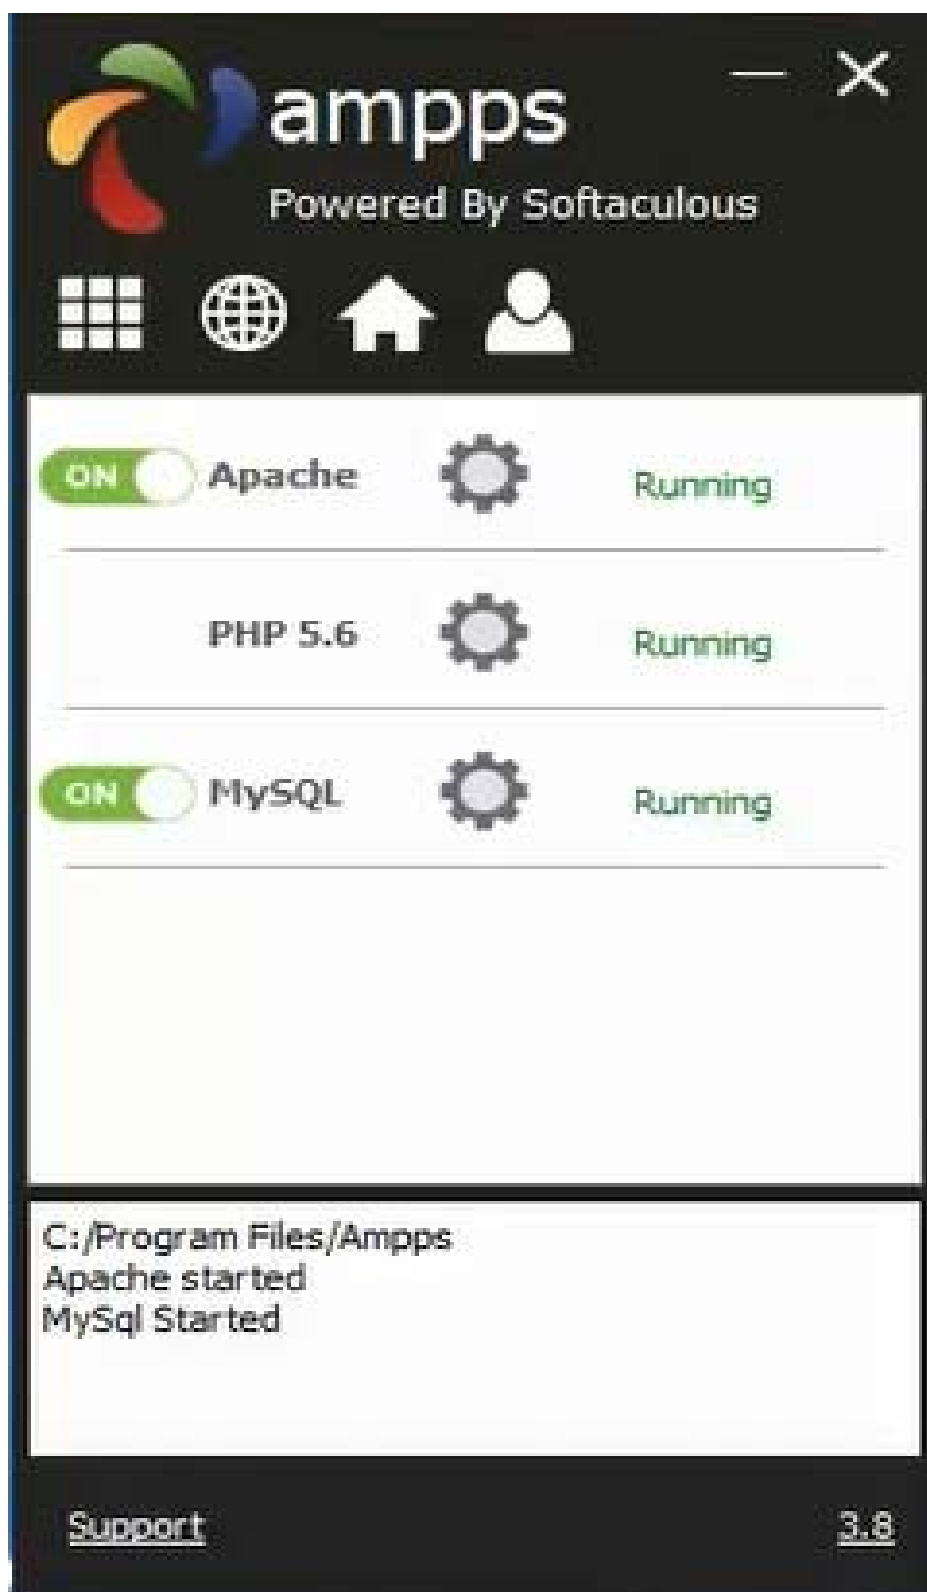 ampps
Powered By Softaculous
ON Apache Running
PHP 5.6 Running
ON MySQL Running
C:/Program Files/Ampps
Apache started
MySql Started
Support 3.8